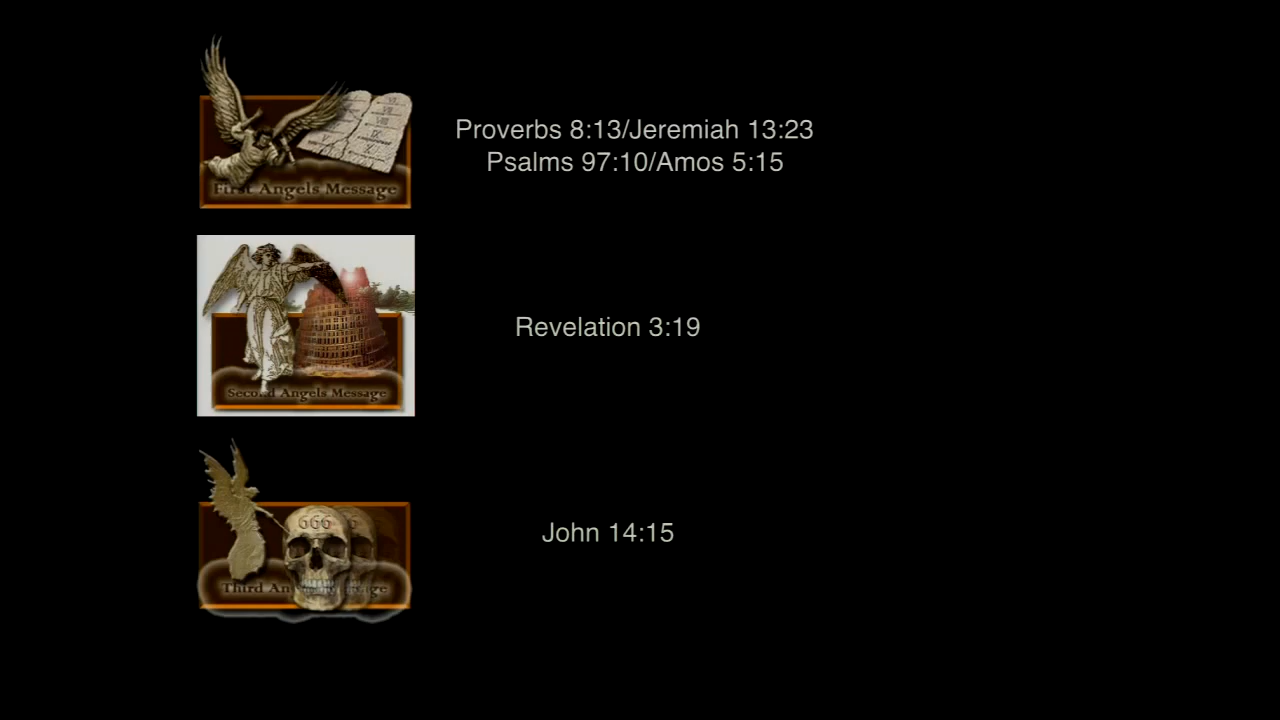 First Angels Message
Proverbs 8:13/Jeremiah 13:23
Psalms 97:10/Amos 5:15
Second Angels Message
Revelation 3:19
666
Third
John 14:15